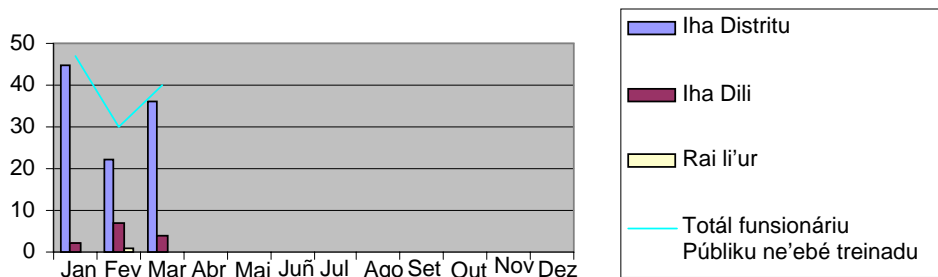 50
40
30
20
10
0
Jan Fev Mar Abr Mai Juñ Jul Ago Set Out Nov Dez
Iha Distritu
Iha Dili
Rai li'ur
Totál funsionáriu
Públiku ne'ebé treinadu